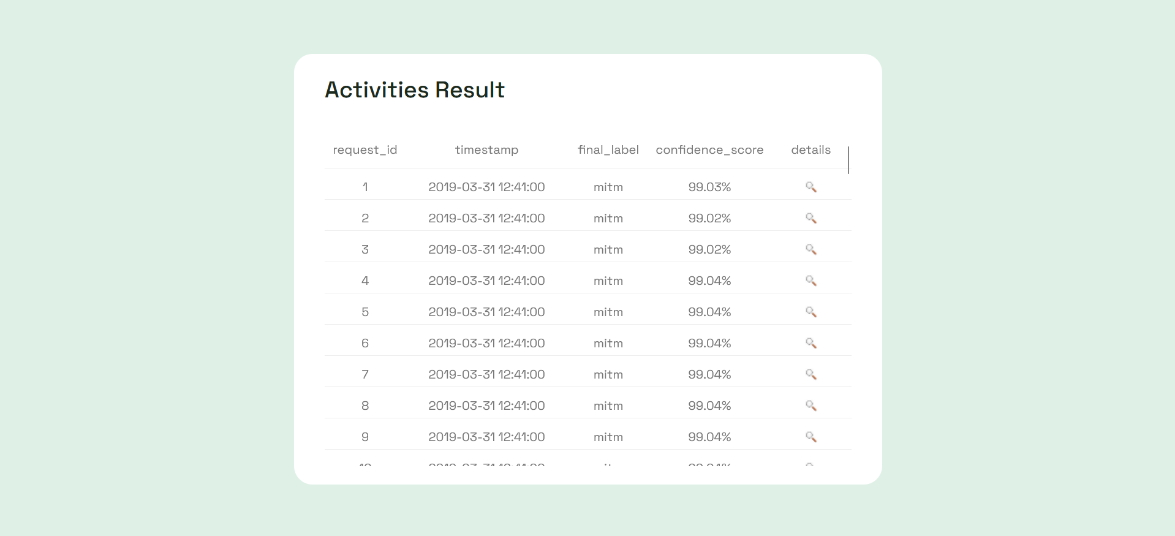 Activities Result
request_id timestamp final_label confidence_score details
1 2019-03-31 12:41:00 mitm 99.03%
2 2019-03-31 12:41:00 mitm 99.02%
3 2019-03-31 12:41:00 mitm 99.02%
4 2019-03-31 12:41:00 mitm 99.04%
5 2019-03-31 12:41:00 mitm 99.04%
6 2019-03-31 12:41:00 mitm 99.04%
7 2019-03-31 12:41:00 mitm 99.04%
8 2019-03-31 12:41:00 mitm 99.04%
9 2019-03-31 12:41:00 mitm 99.04%